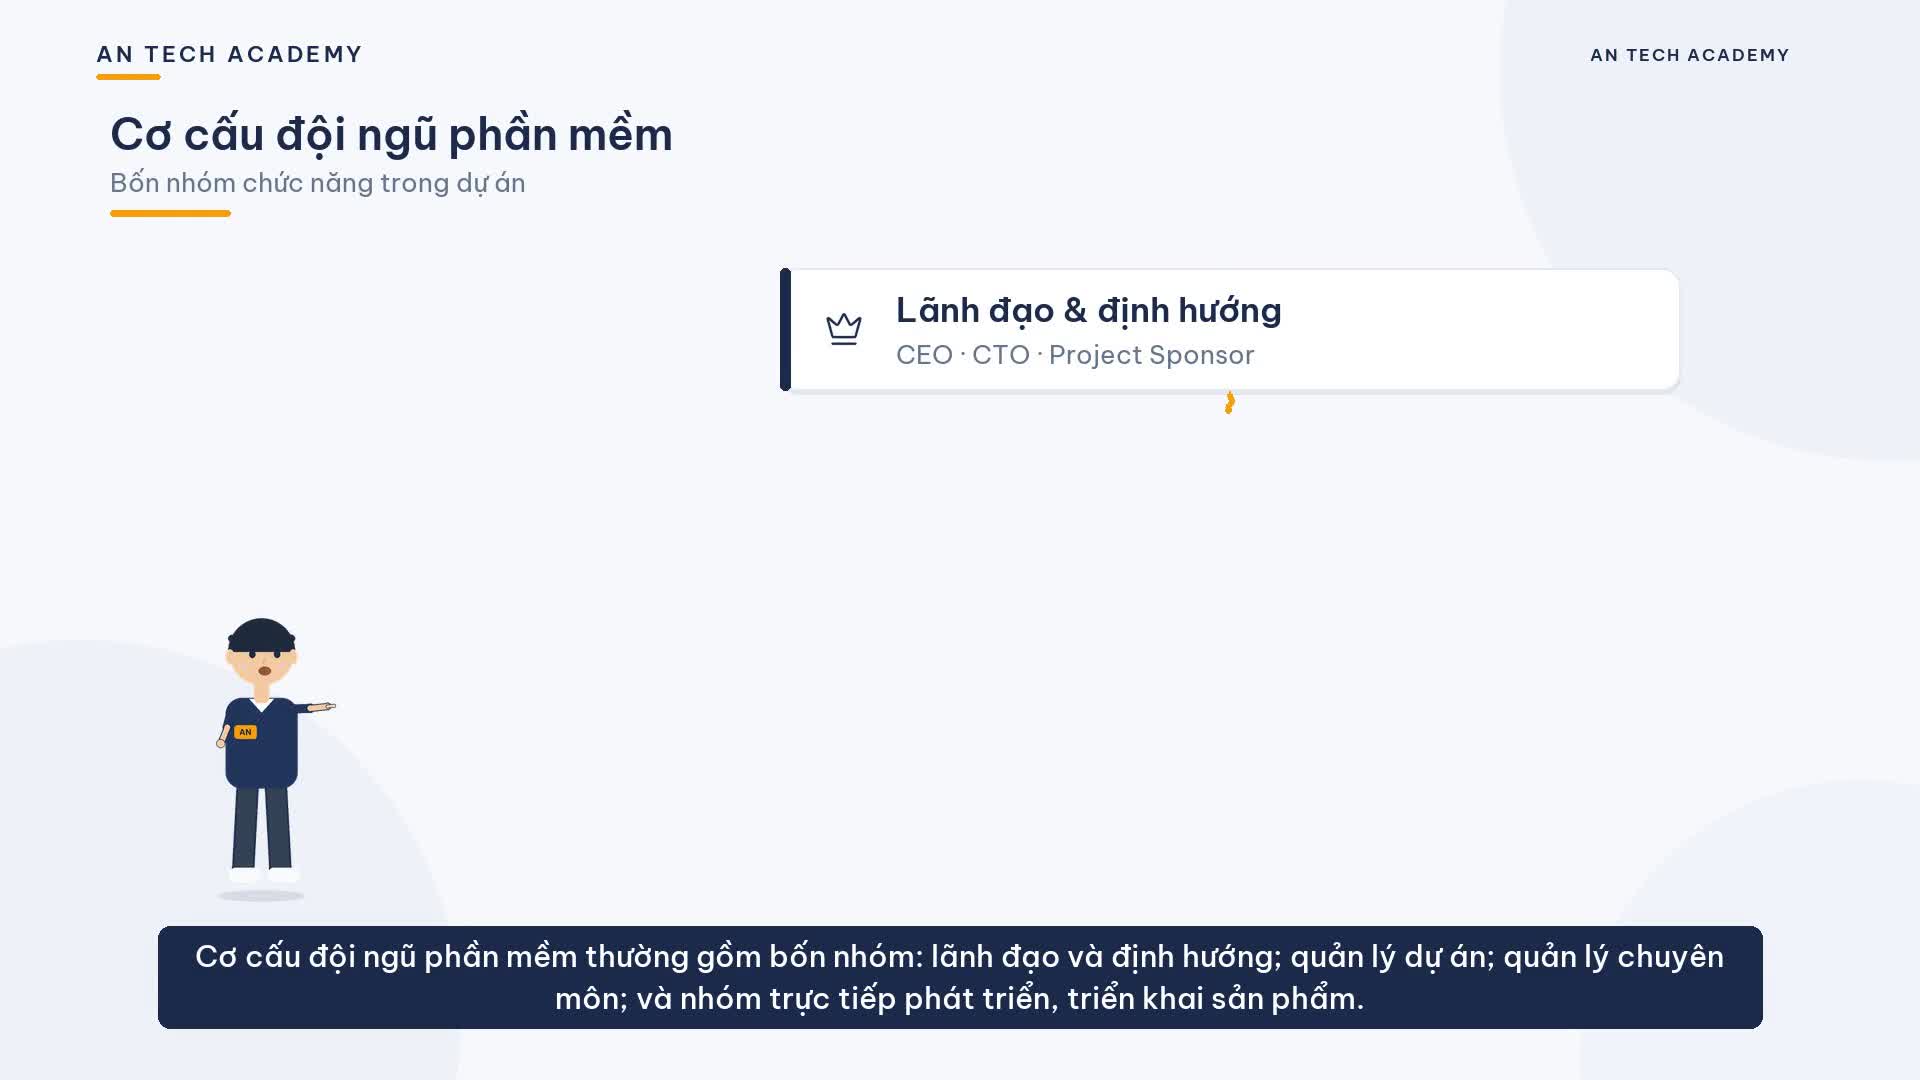 AN TECH ACADEMY
AN TECH ACADEMY
Cơ cấu đội ngũ phần mềm
Bốn nhóm chức năng trong dự án
Lãnh đạo & định hướng
CEO · CTO · Project Sponsor
AN
Cơ cấu đội ngũ phần mềm thường gồm bốn nhóm: lãnh đạo và định hướng; quản lý dự án; quản lý chuyên
môn; và nhóm trực tiếp phát triển, triển khai sản phẩm.